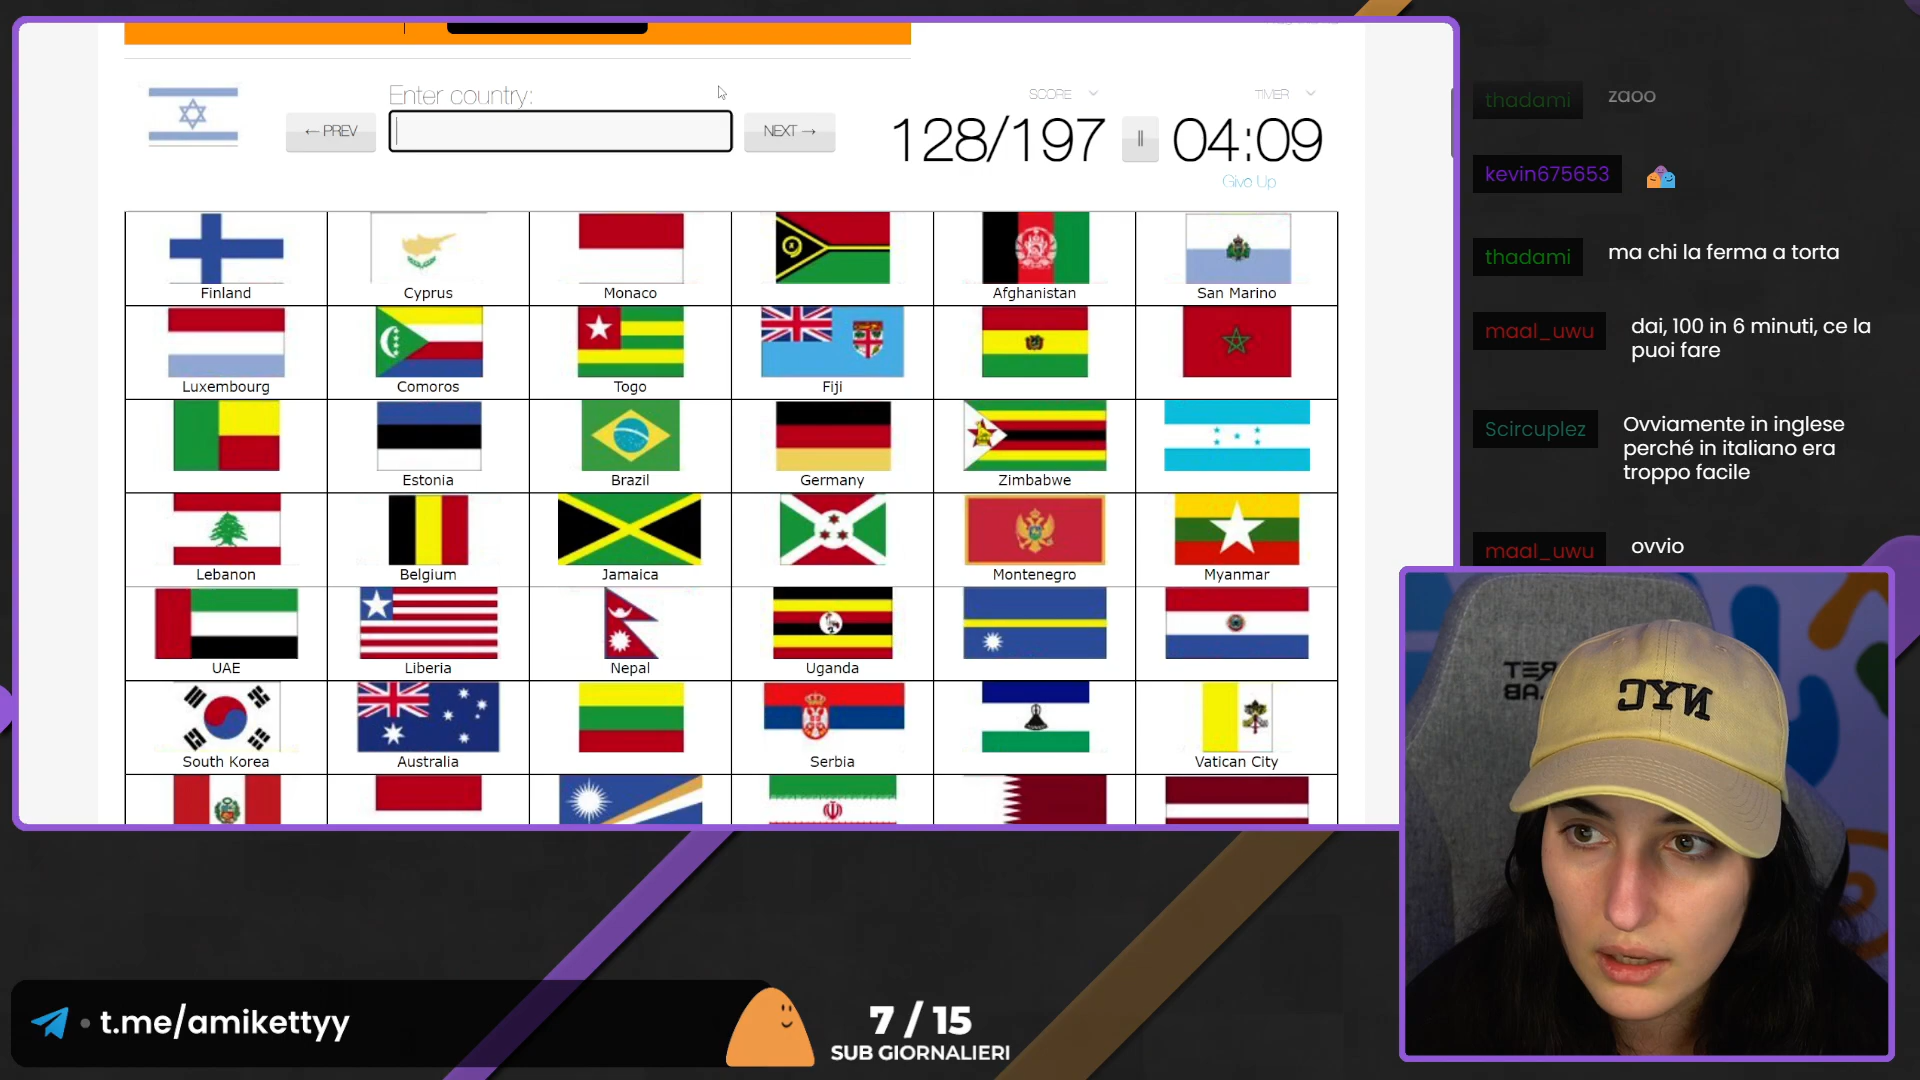 Enter country:
← PREV
NEXT →
SCORE
128/197
TIMER
04:09
Give Up
Finland
Cyprus
Monaco
Afghanistan
San Marino
Luxembourg
Comoros
Togo
Fiji
Estonia
Brazil
Germany
Zimbabwe
Lebanon
Belgium
Jamaica
Montenegro
Myanmar
UAE
Liberia
Nepal
Uganda
South Korea
Australia
Serbia
Vatican City
thadami zaoo
kevin675653
thadami ma chi la ferma a torta
maal_uwu dai, 100 in 6 minuti, ce la
puoi fare
Scircuplez Ovviamente in inglese
perché in italiano era
troppo facile
maal_uwu ovvio
NYC
t.me/amikettyy
7 / 15
SUB GIORNALIERI